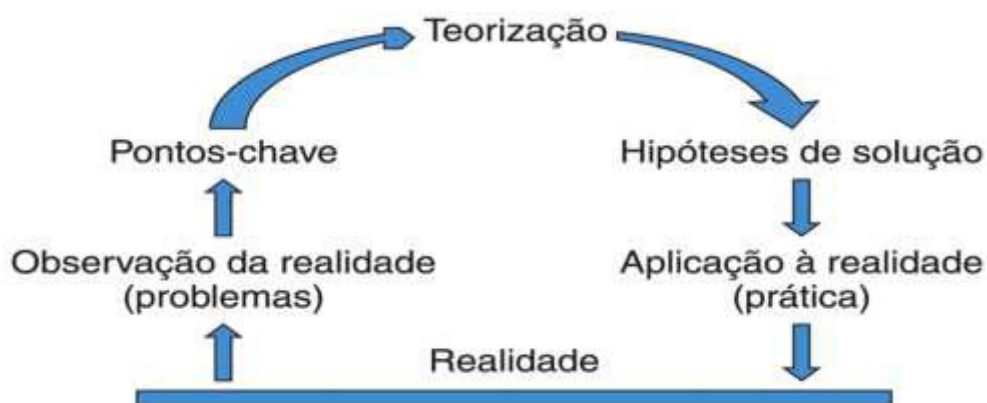 Teorização
Pontos-chave
Hipóteses de solução
Observação da realidade
(problemas)
Aplicação à realidade
(prática)
Realidade